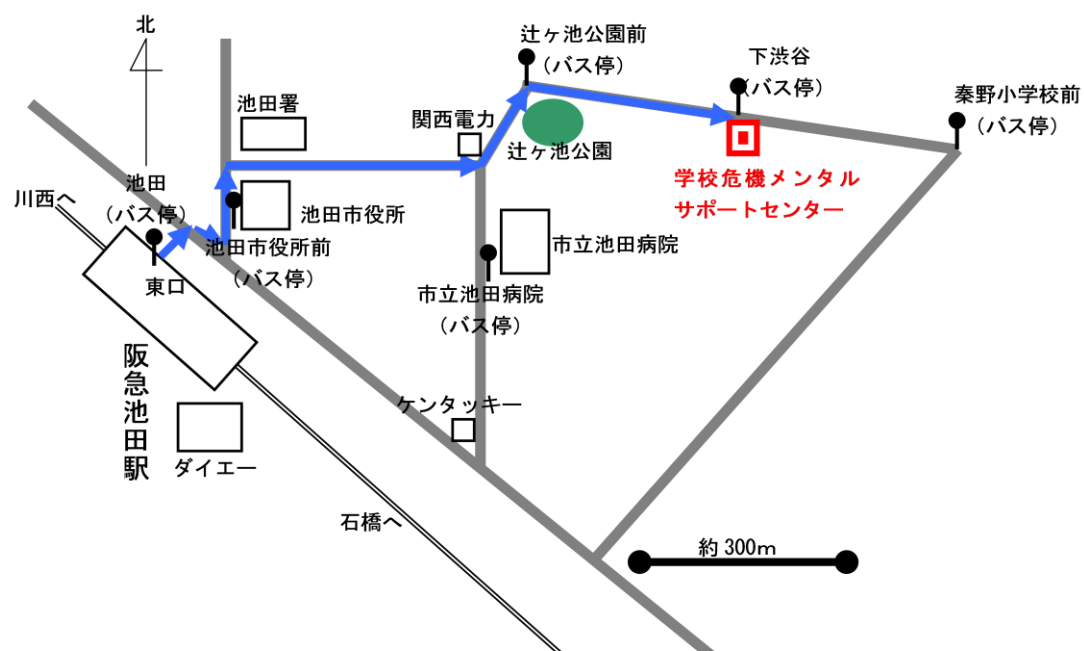 北
辻ヶ池公園前
（バス停）
下渋谷
（バス停）
秦野小学校前
（バス停）
池田署
関西電力
辻ヶ池公園
学校危機メンタル
サポートセンター
川西へ
池田
（バス停）
池田市役所
池田市役所前
（バス停）
市立池田病院
東口
市立池田病院
（バス停）
阪急池田駅
ケンタッキー
ダイエー
石橋へ
約300m